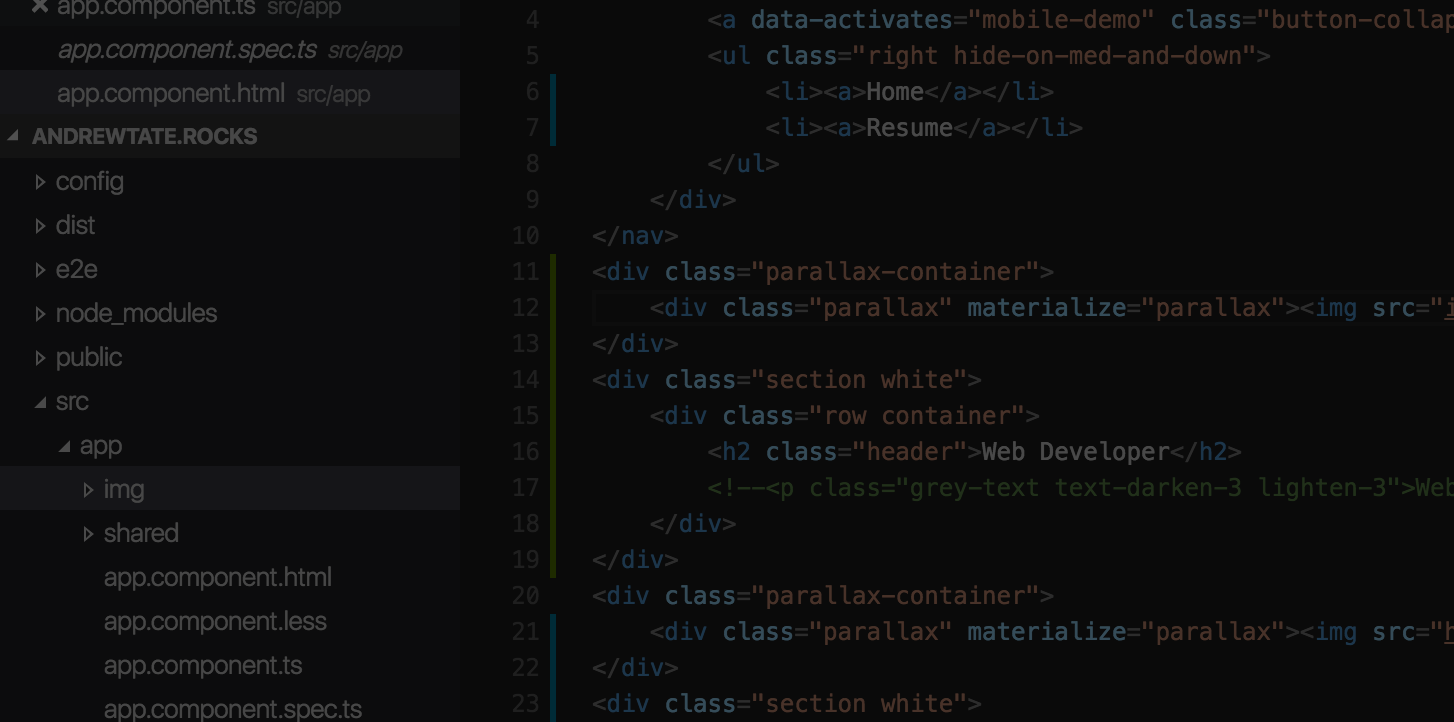 app.component.ts src/app
app.component.spec.ts src/app
app.component.html src/app
ANDREWTATE.ROCKS
config
dist
e2e
node_modules
public
src
app
img
shared
app.component.html
app.component.less
app.component.ts
app.component.spec.ts
4 <a data-activates="mobile-demo" class="button-collap
5 <ul class="right hide-on-med-and-down">
6 <li><a>Home</a></li>
7 <li><a>Resume</a></li>
8 </ul>
9 </div>
10 </nav>
11 <div class="parallax-container">
12 <div class="parallax" materialize="parallax"><img src="i
13 </div>
14 <div class="section white">
15 <div class="row container">
16 <h2 class="header">Web Developer</h2>
17 <!--<p class="grey-text text-darken-3 lighten-3">Web
18 </div>
19 </div>
20 <div class="parallax-container">
21 <div class="parallax" materialize="parallax"><img src="h
22 </div>
23 <div class="section white">